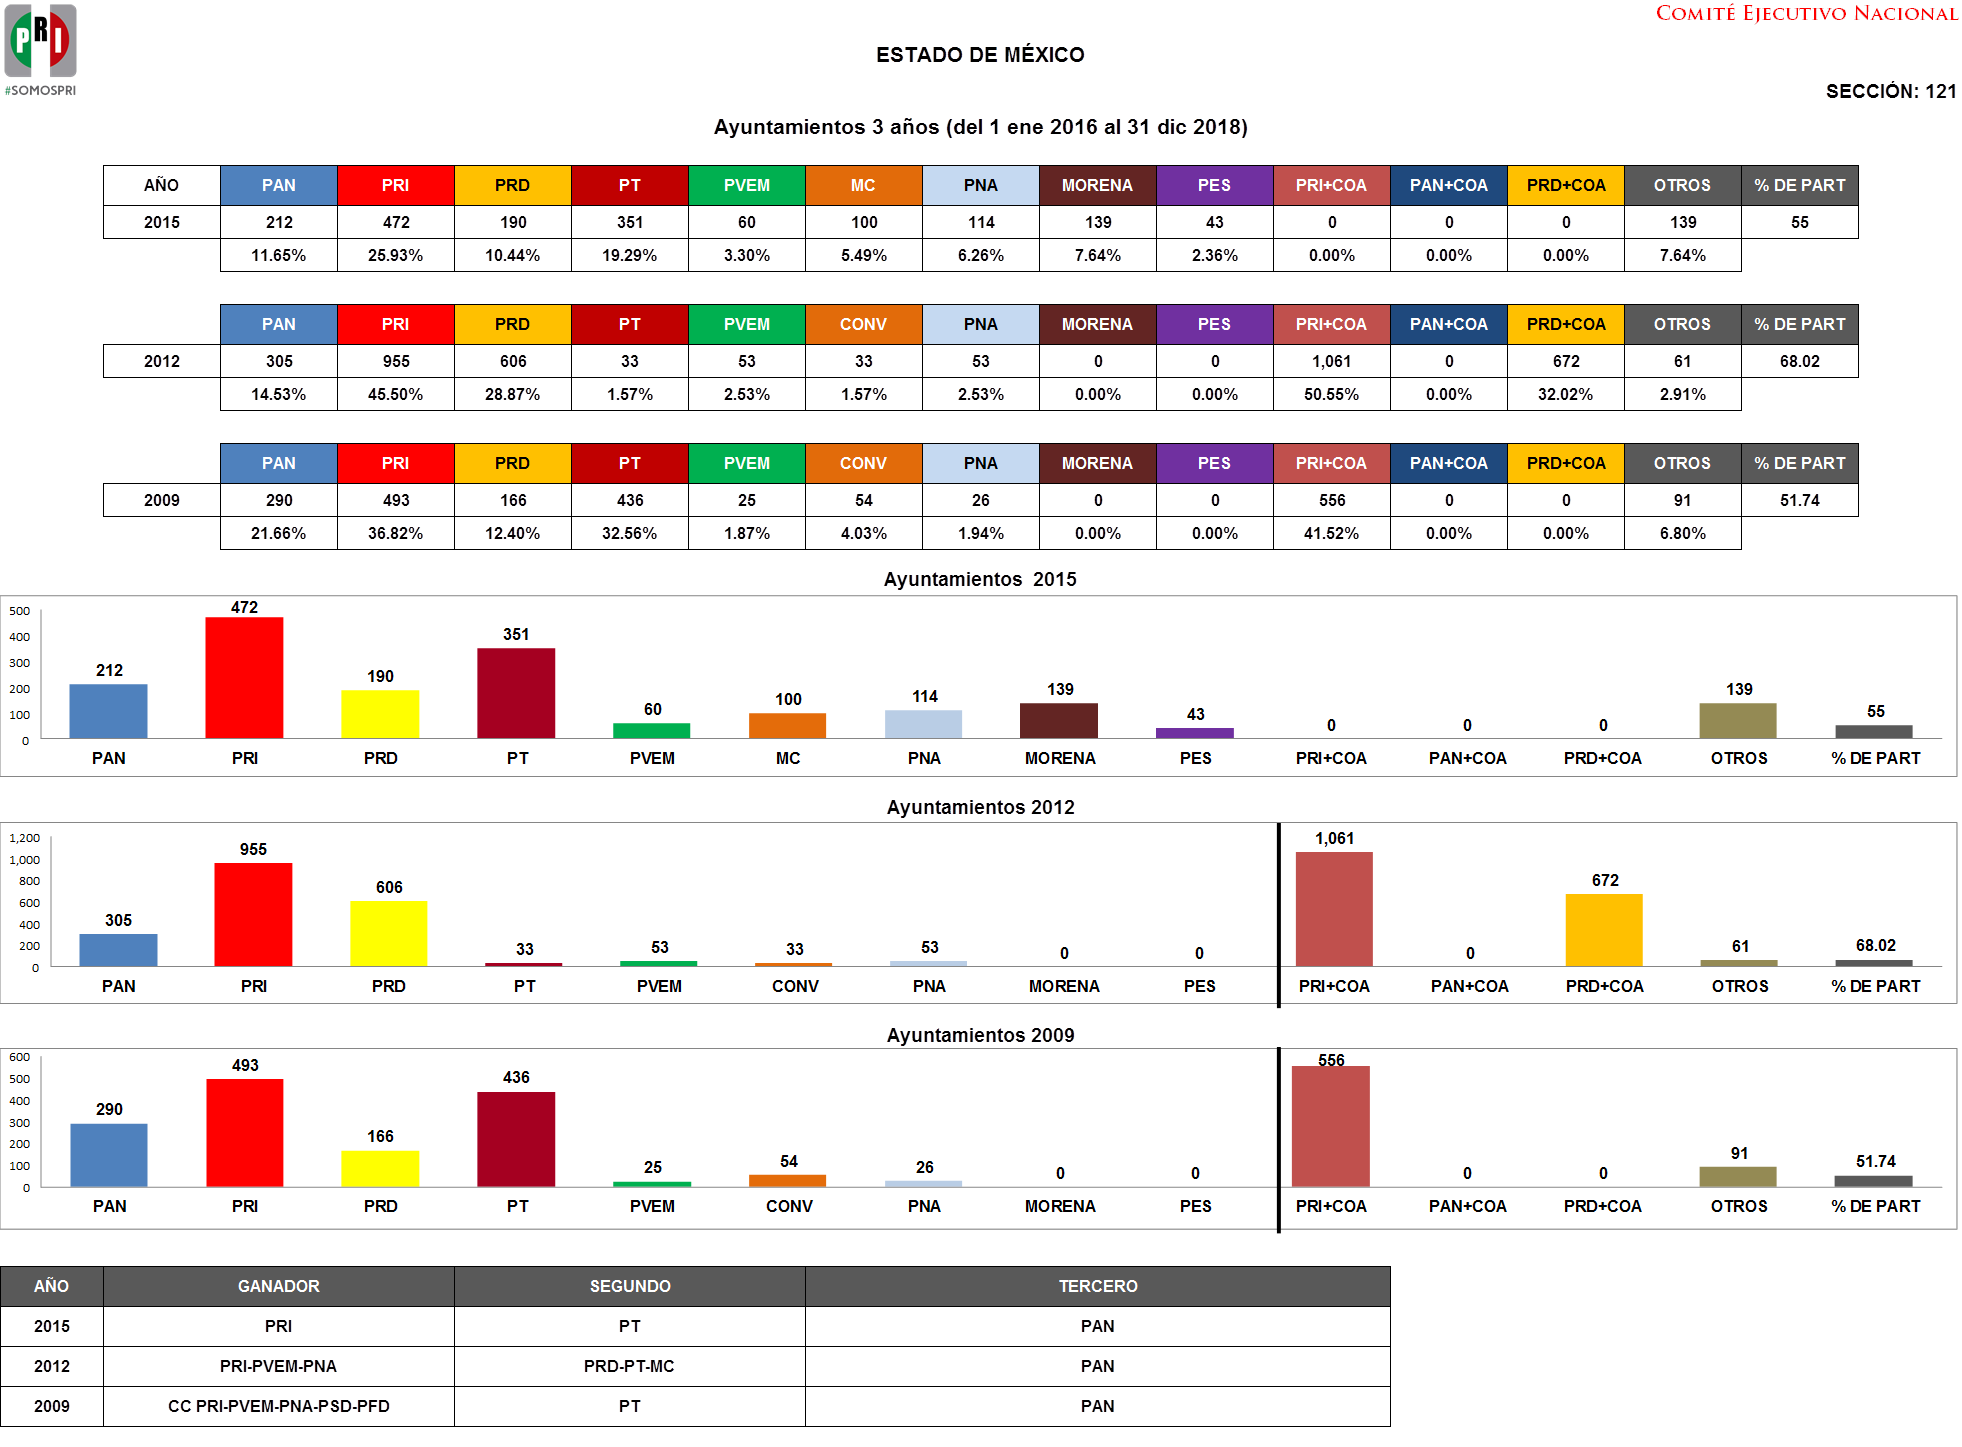 PRI
#SOMOSPRI
COMITÉ EJECUTIVO NACIONAL
ESTADO DE MÉXICO
SECCIÓN: 121
Ayuntamientos 3 años (del 1 ene 2016 al 31 dic 2018)
AÑO PAN PRI PRD PT PVEM MC PNA MORENA PES PRI+COA PAN+COA PRD+COA OTROS % DE PART
2015 212 472 190 351 60 100 114 139 43 0 0 0 139 55
11.65% 25.93% 10.44% 19.29% 3.30% 5.49% 6.26% 7.64% 2.36% 0.00% 0.00% 0.00% 7.64%
PAN PRI PRD PT PVEM CONV PNA MORENA PES PRI+COA PAN+COA PRD+COA OTROS % DE PART
2012 305 955 606 33 53 33 53 0 0 1,061 0 672 61 68.02
14.53% 45.50% 28.87% 1.57% 2.53% 1.57% 2.53% 0.00% 0.00% 50.55% 0.00% 32.02% 2.91%
PAN PRI PRD PT PVEM CONV PNA MORENA PES PRI+COA PAN+COA PRD+COA OTROS % DE PART
2009 290 493 166 436 25 54 26 0 0 556 0 0 91 51.74
21.66% 36.82% 12.40% 32.56% 1.87% 4.03% 1.94% 0.00% 0.00% 41.52% 0.00% 0.00% 6.80%
Ayuntamientos 2015
500
400
300
200
100
0
212 472 190 351 60 100 114 139 43 0 0 0 139 55
PAN PRI PRD PT PVEM MC PNA MORENA PES PRI+COA PAN+COA PRD+COA OTROS % DE PART
Ayuntamientos 2012
1,200
1,000
800
600
400
200
0
305 955 606 33 53 33 53 0 0 1,061 0 672 61 68.02
PAN PRI PRD PT PVEM CONV PNA MORENA PES PRI+COA PAN+COA PRD+COA OTROS % DE PART
Ayuntamientos 2009
600
500
400
300
200
100
0
290 493 166 436 25 54 26 0 0 556 0 0 91 51.74
PAN PRI PRD PT PVEM CONV PNA MORENA PES PRI+COA PAN+COA PRD+COA OTROS % DE PART
AÑO GANADOR SEGUNDO TERCERO
2015 PRI PT PAN
2012 PRI-PVEM-PNA PRD-PT-MC PAN
2009 CC PRI-PVEM-PNA-PSD-PFD PT PAN